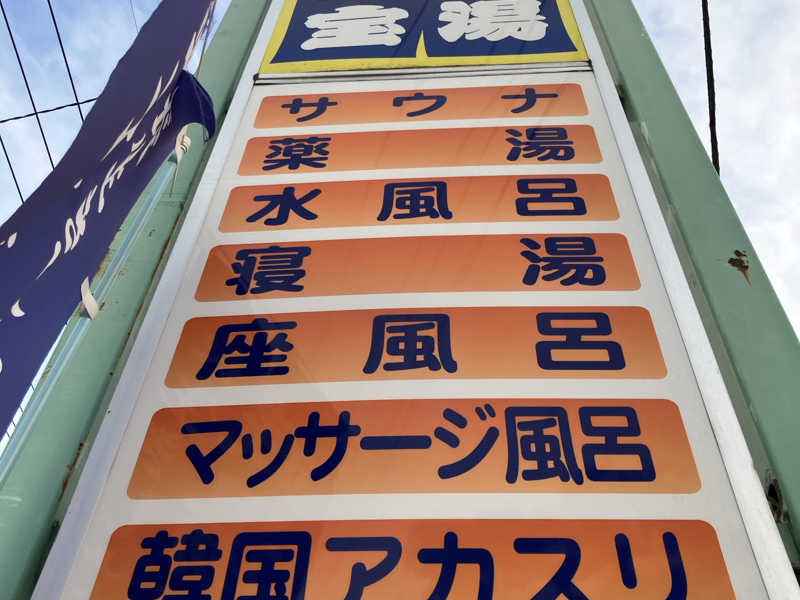 宝湯
サウナ
薬湯
水風呂
寝湯
座風呂
マッサージ風呂
韓国アカスリ